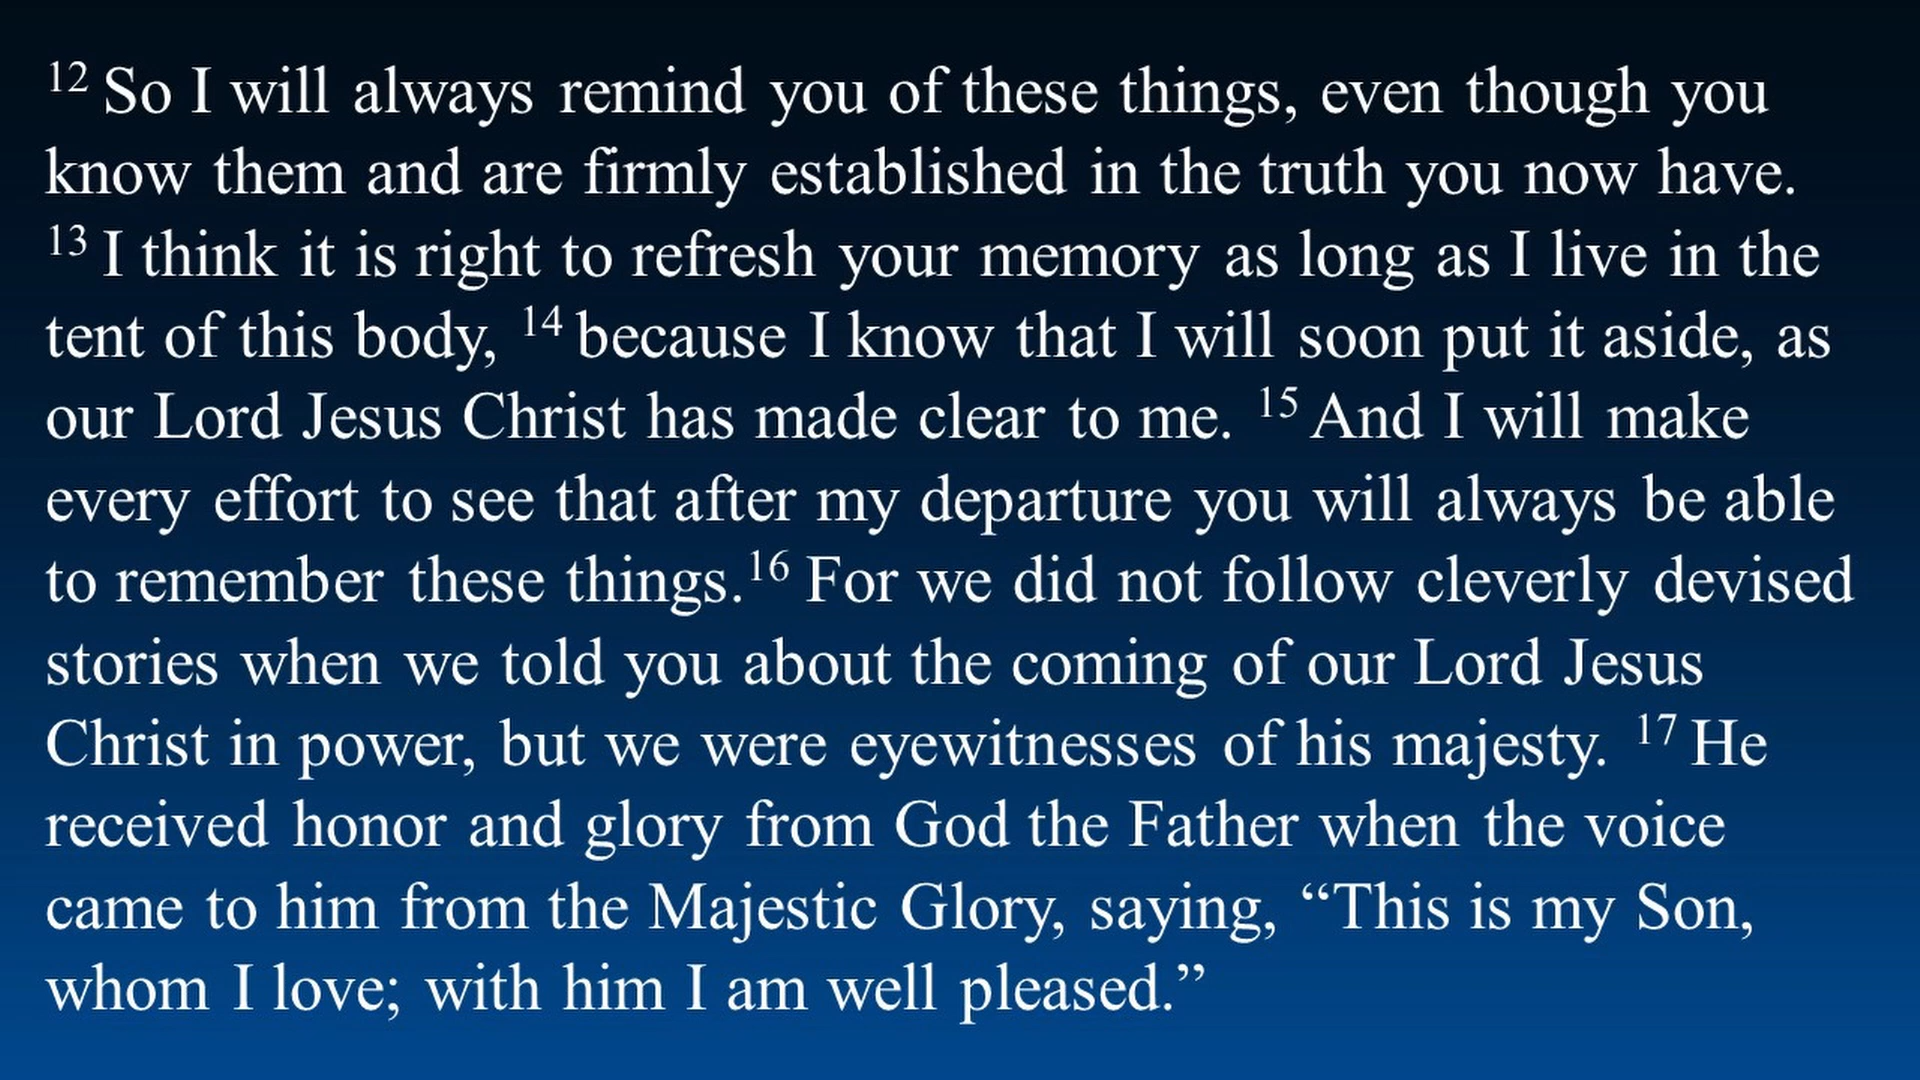 12 So I will always remind you of these things, even though you
know them and are firmly established in the truth you now have.
13 I think it is right to refresh your memory as long as I live in the
tent of this body, 14 because I know that I will soon put it aside, as
our Lord Jesus Christ has made clear to me. 15 And I will make
every effort to see that after my departure you will always be able
to remember these things.16 For we did not follow cleverly devised
stories when we told you about the coming of our Lord Jesus
Christ in power, but we were eyewitnesses of his majesty. 17 He
received honor and glory from God the Father when the voice
came to him from the Majestic Glory, saying, “This is my Son,
whom I love; with him I am well pleased.”